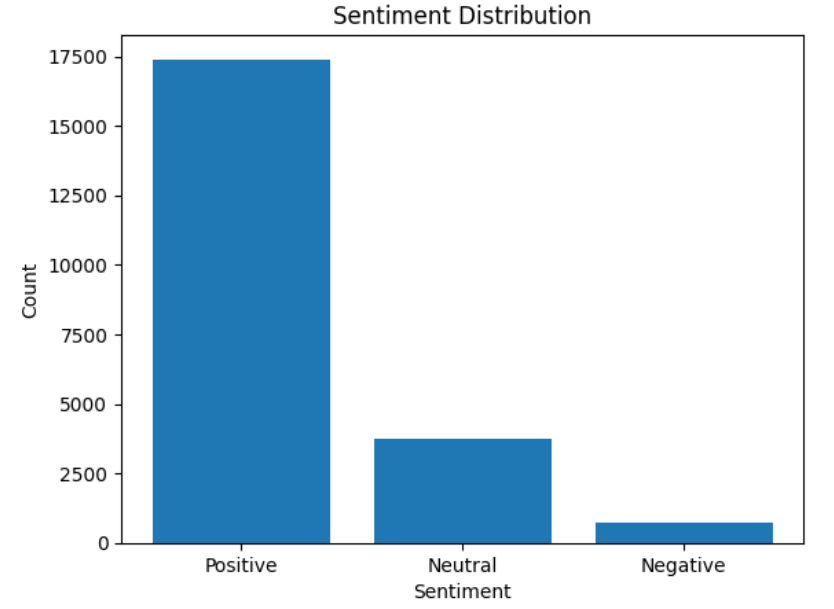 Sentiment Distribution
17500
15000
12500
10000
7500
5000
2500
0
Count
Positive Neutral Negative
Sentiment